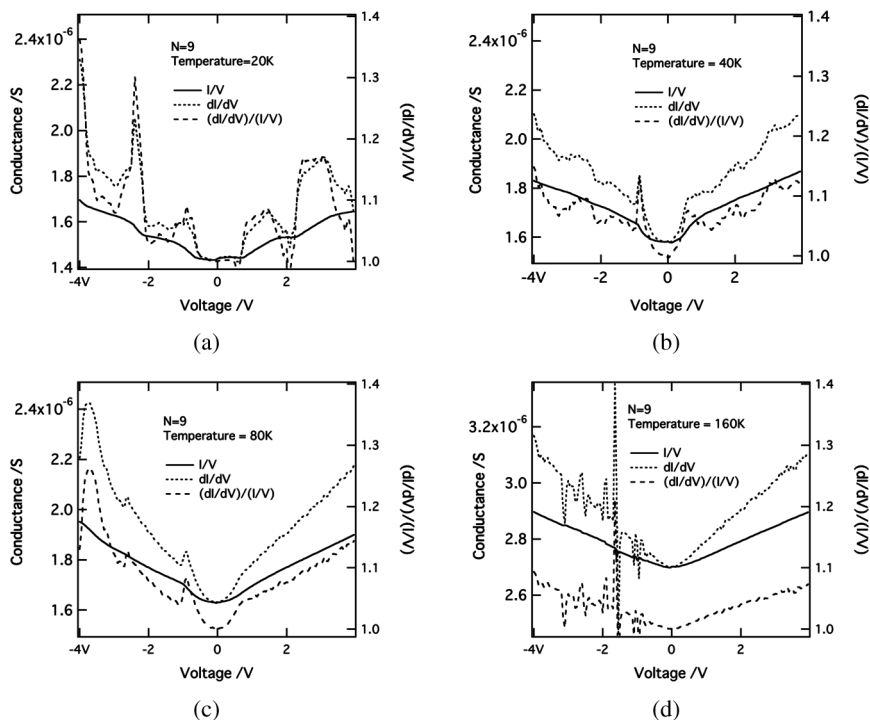 2.4x10⁻⁶
2.2
2.0
1.8
1.6
1.4
Conductance /S
N=9
Temperature=20K
I/V
dI/dV
(dI/dV)/(I/V)
1.4
1.3
1.2
1.1
1.0
(dI/dV)/I/V
-4V
-2
0
2
Voltage /V
(a)
2.4x10⁻⁶
2.2
2.0
1.8
1.6
Conductance /S
N=9
Tepmerature = 40K
I/V
dI/dV
(dI/dV)/(I/V)
1.4
1.3
1.2
1.1
1.0
(dI/dV)/(I/V)
-4V
-2
0
2
Voltage /V
(b)
2.4x10⁻⁶
2.2
2.0
1.8
1.6
Conductance /S
N=9
Temperature = 80K
I/V
dI/dV
(dI/dV)/(I/V)
1.4
1.3
1.2
1.1
1.0
(dI/dV)/(I/V)
-4V
-2
0
2
Voltage /V
(c)
3.2x10⁻⁶
3.0
2.8
2.6
Conductance /S
N=9
Temperature = 160K
I/V
dI/dV
(dI/dV)/(I/V)
1.4
1.3
1.2
1.1
1.0
(dI/dV)/(I/V)
-4V
-2
0
2
Voltage /V
(d)